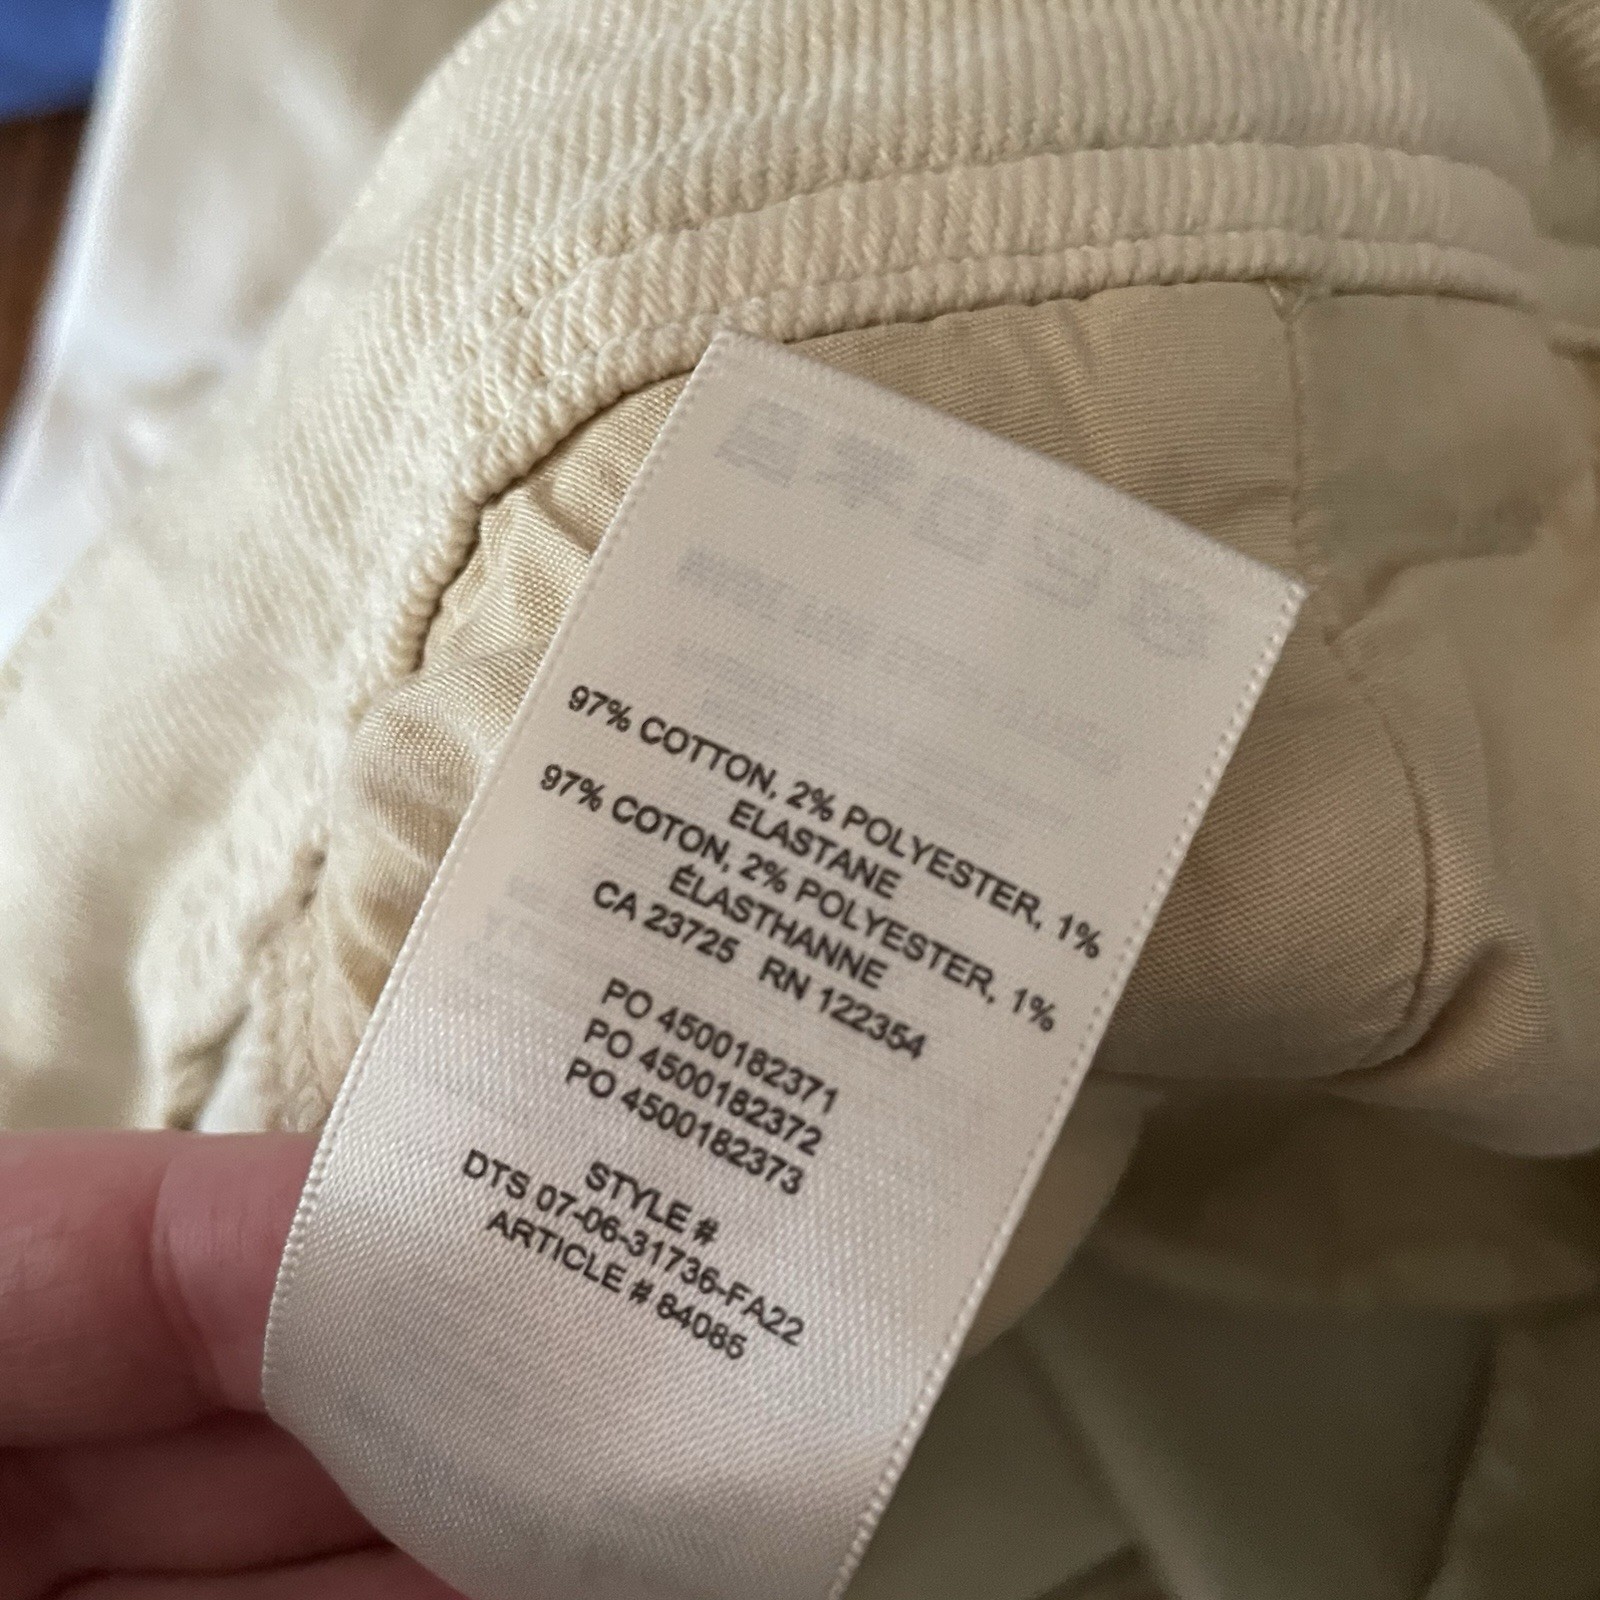 97% COTTON, 2% POLYESTER, 1%
ELASTANE
97% COTON, 2% POLYESTER, 1%
ÉLASTHANNE
CA 23725 RN 122354
PO 4500182371
PO 4500182372
PO 4500182373
STYLE #
DTS 07-06-31736-FA22
ARTICLE # 84085